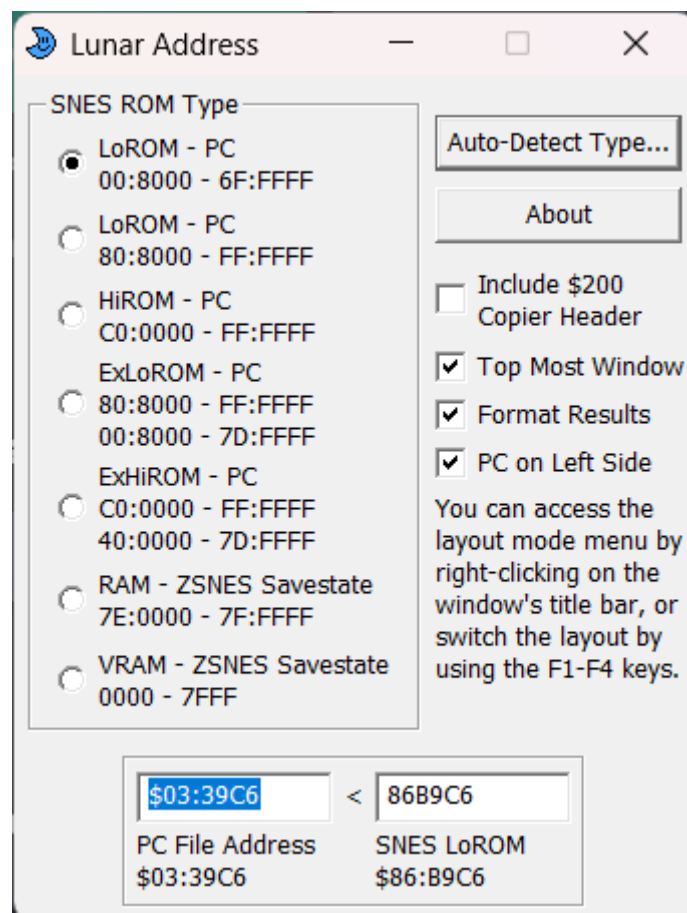 Lunar Address
SNES ROM Type
LoROM - PC
00:8000 - 6F:FFFF
LoROM - PC
80:8000 - FF:FFFF
HiROM - PC
C0:0000 - FF:FFFF
ExLoROM - PC
80:8000 - FF:FFFF
00:8000 - 7D:FFFF
ExHiROM - PC
C0:0000 - FF:FFFF
40:0000 - 7D:FFFF
RAM - ZSNES Savestate
7E:0000 - 7F:FFFF
VRAM - ZSNES Savestate
0000 - 7FFF
Auto-Detect Type...
About
Include $200
Copier Header
Top Most Window
Format Results
PC on Left Side
You can access the
layout mode menu by
right-clicking on the
window's title bar, or
switch the layout by
using the F1-F4 keys.
$03:39C6 < 86B9C6
PC File Address SNES LoROM
$03:39C6 $86:B9C6